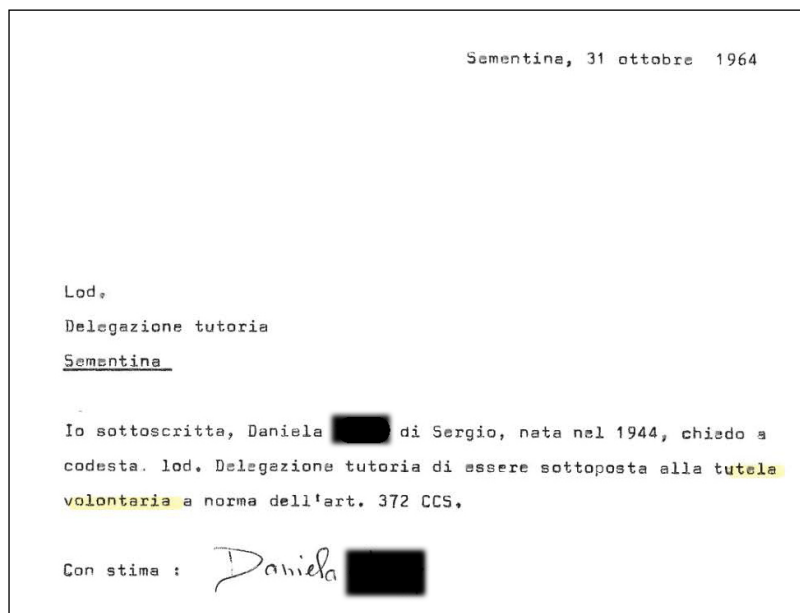 Sementina, 31 ottobre 1964
Lod.
Delegazione tutoria
Sementina
Io sottoscritta, Daniela di Sergio, nata nel 1944, chiedo a
codesta. lod. Delegazione tutoria di essere sottoposta alla tutela
volontaria a norma dell'art. 372 CCS.
Con stima : Daniela